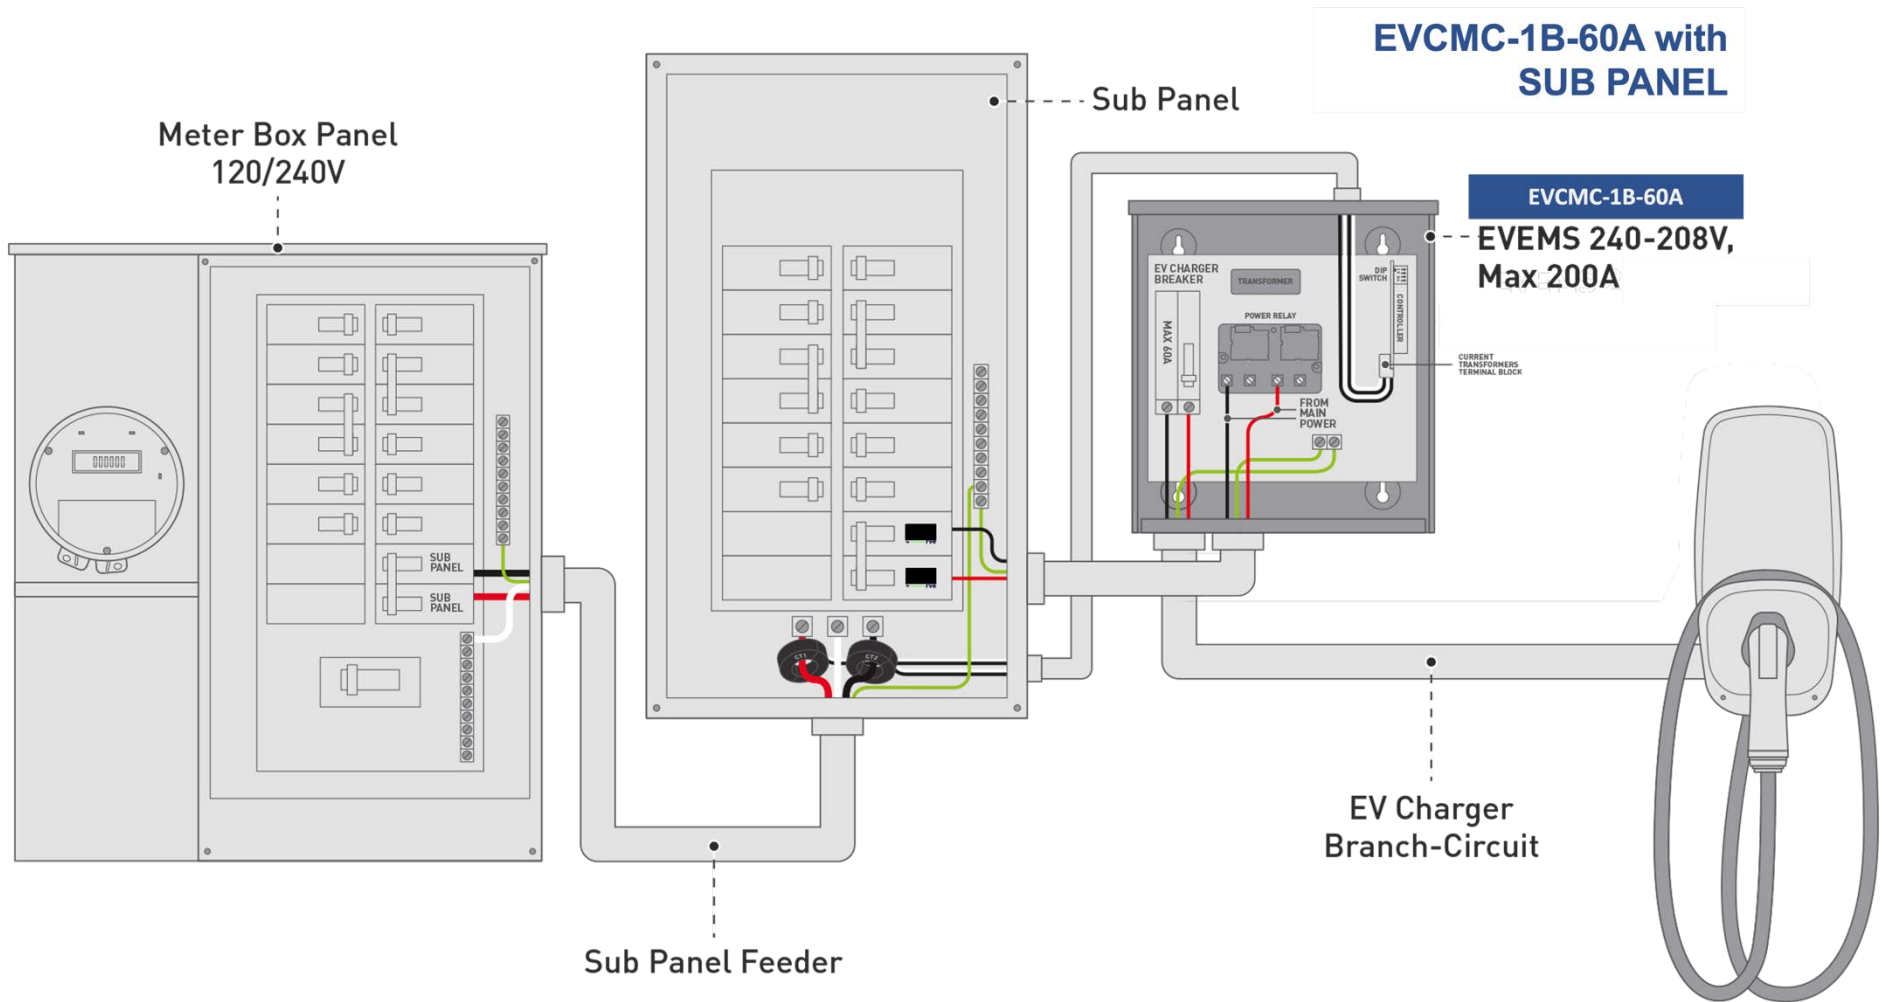 EVCMC-1B-60A with
SUB PANEL
Sub Panel
Meter Box Panel
120/240V
EVCMC-1B-60A
EVEMS 240-208V,
Max 200A
EV CHARGER
BREAKER
TRANSFORMER
DIP
SWITCH
MAX 60A
POWER RELAY
CONTROLLER
CURRENT
TRANSFORMERS
TERMINAL BLOCK
FROM
MAIN
POWER
SUB
PANEL
SUB
PANEL
CT1
CT2
EV Charger
Branch-Circuit
Sub Panel Feeder